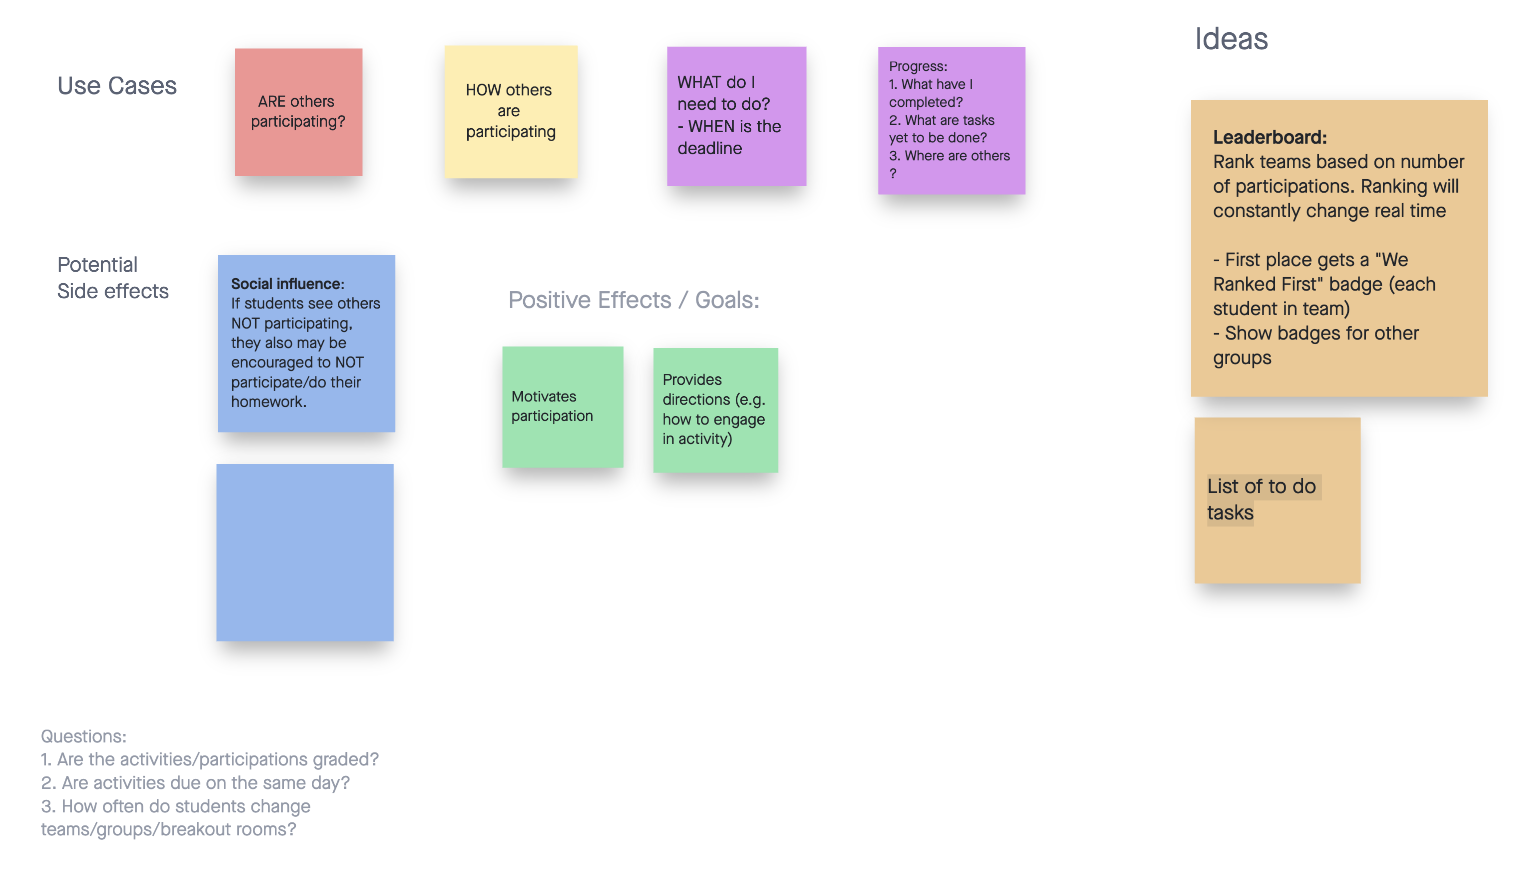 Use Cases
ARE others
participating?
HOW others
are
participating
WHAT do I
need to do?
- WHEN is the
deadline
Progress:
1. What have I
completed?
2. What are tasks
yet to be done?
3. Where are others
?
Ideas
Leaderboard:
Rank teams based on number
of participations. Ranking will
constantly change real time
- First place gets a "We
Ranked First" badge (each
student in team)
- Show badges for other
groups
List of to do
tasks
Potential
Side effects
Social influence:
If students see others
NOT participating,
they also may be
encouraged to NOT
participate/do their
homework.
Positive Effects / Goals:
Motivates
participation
Provides
directions (e.g.
how to engage
in activity)
Questions:
1. Are the activities/participations graded?
2. Are activities due on the same day?
3. How often do students change
teams/groups/breakout rooms?